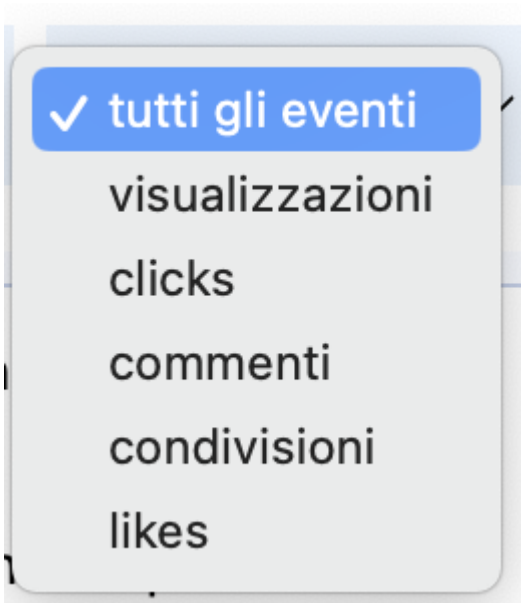 tutti gli eventi
visualizzazioni
clicks
commenti
condivisioni
likes